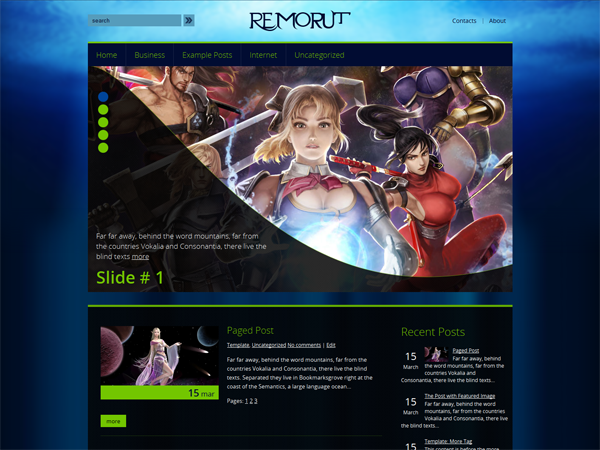 search
REMORUT
Contacts | About
Home Business Example Posts Internet Uncategorized
Far far away, behind the word mountains, far from
the countries Vokalia and Consonantia, there live the
blind texts more
Slide # 1
Paged Post
Template, Uncategorized No comments | Edit
Far far away, behind the word mountains, far from the
countries Vokalia and Consonantia, there live the blind
texts. Separated they live in Bookmarksgrove right at the
coast of the Semantics, a large language ocean...
Pages: 1 2 3
15 mar
more
Recent Posts
15
March
Paged Post
Far far away, behind
the word mountains, far from the
countries Vokalia and
Consonantia, there live the blind
texts...
15
March
The Post with Featured Image
Far far away, behind the word
mountains, far from the countries
Vokalia and Consonantia, there live
the blind texts...
15
March
Template: More Tag
This content is before the more